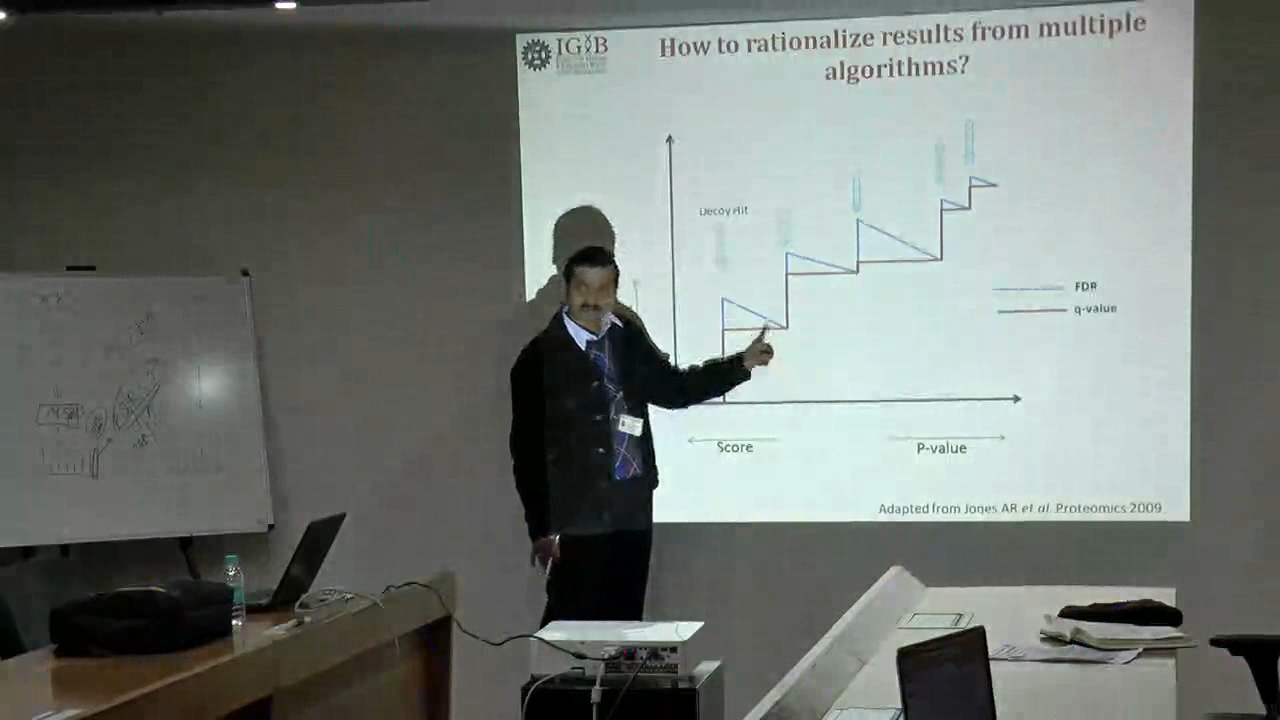 IGIB
How to rationalize results from multiple
algorithms?
Decoy Hit
FDR
q-value
Score
P-value
Adapted from Jones AR et al. Proteomics 2009